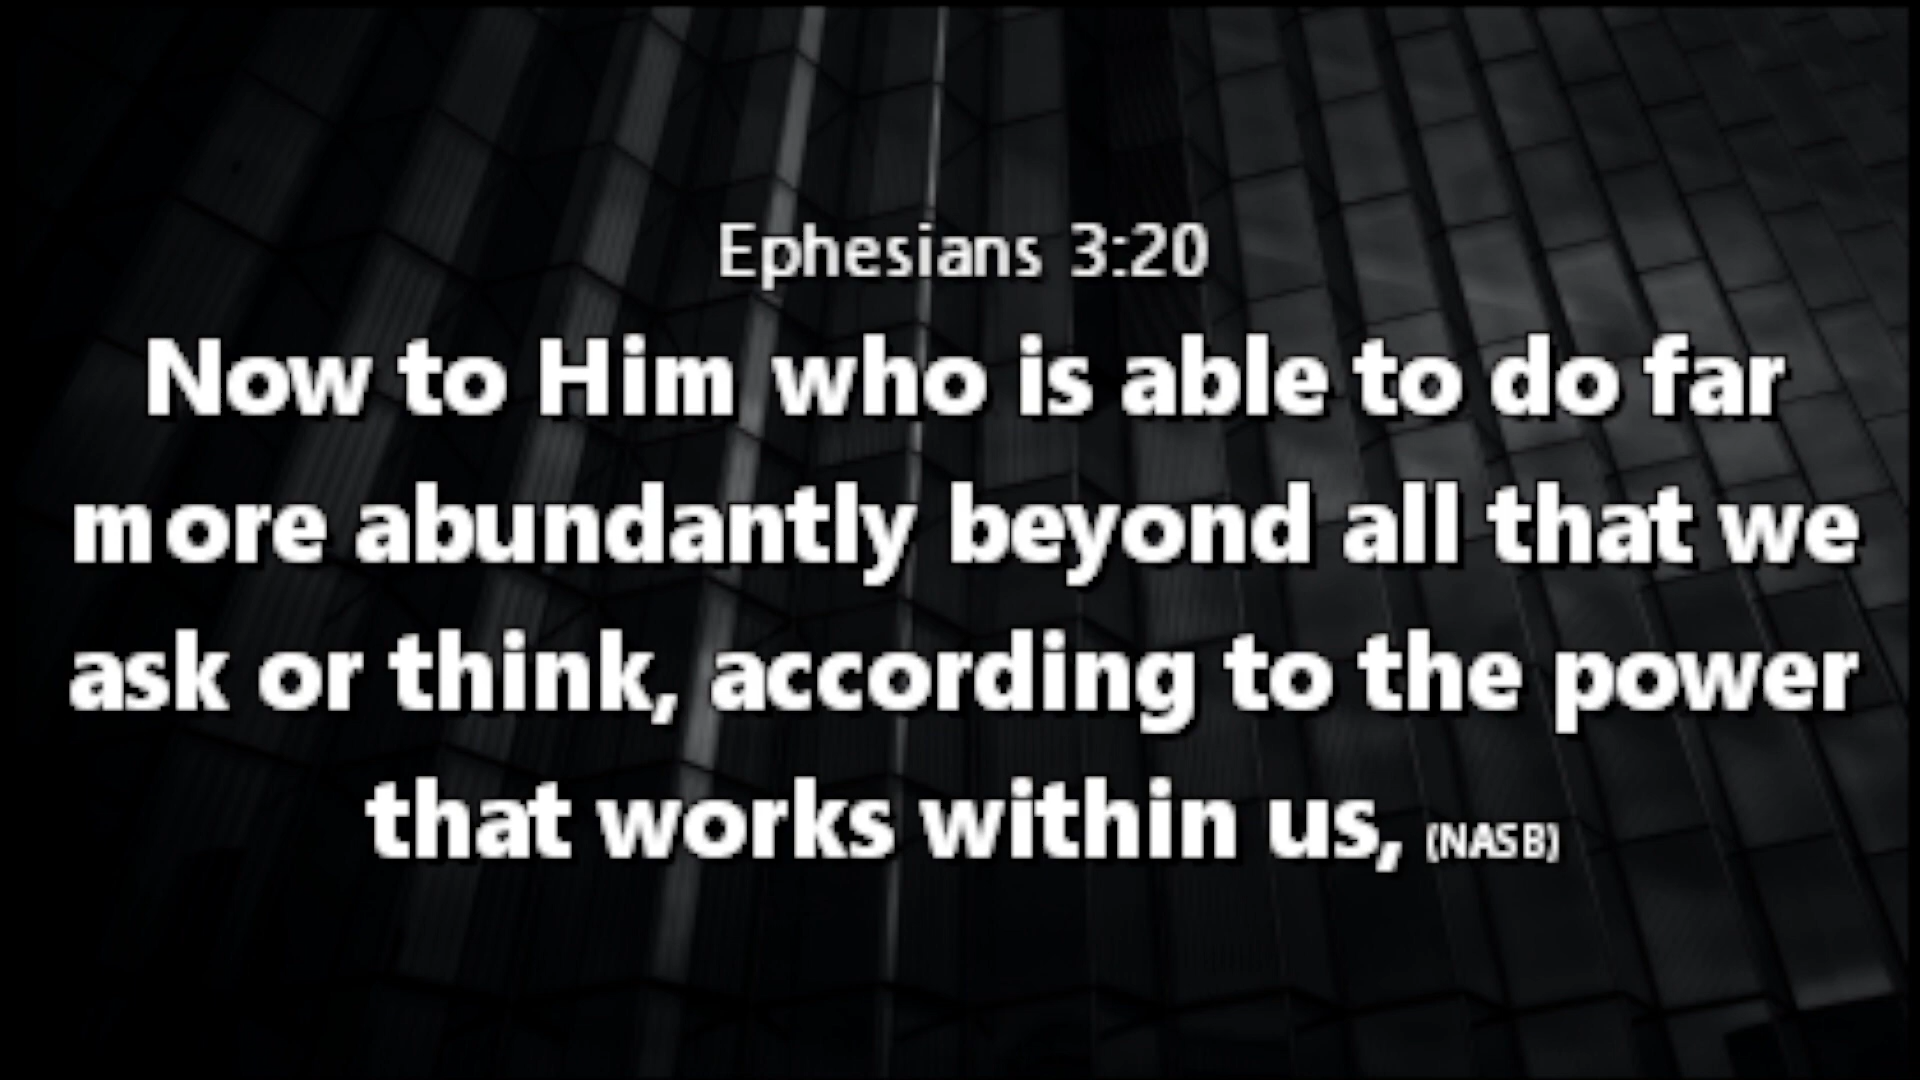 Ephesians 3:20
Now to Him who is able to do far
more abundantly beyond all that we
ask or think, according to the power
that works within us, (NASB)